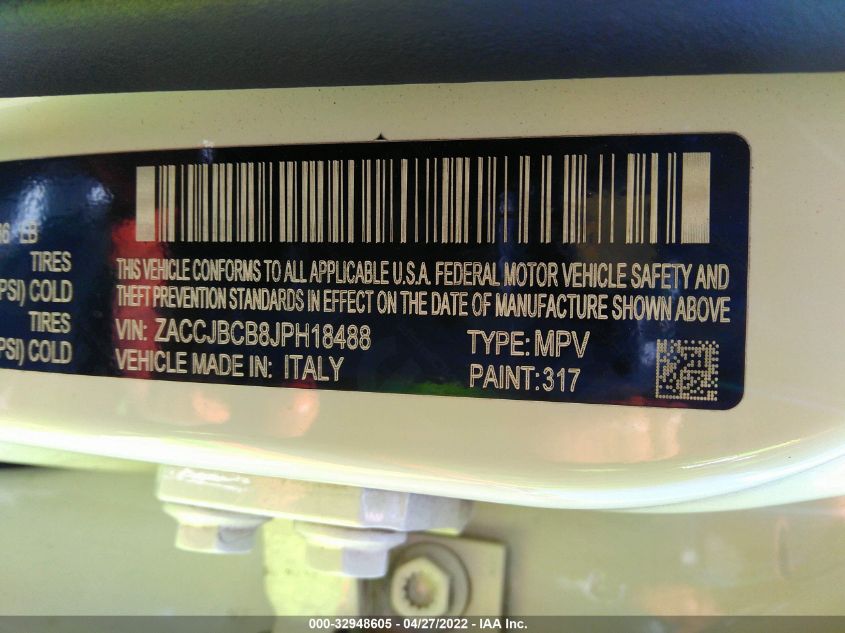 LB
TIRES
PSI) COLD
TIRES
PSI) COLD
THIS VEHICLE CONFORMS TO ALL APPLICABLE U.S.A. FEDERAL MOTOR VEHICLE SAFETY AND
THEFT PREVENTION STANDARDS IN EFFECT ON THE DATE OF MANUFACTURE SHOWN ABOVE
VIN: ZACCJBCB8JPH18488 TYPE: MPV
VEHICLE MADE IN: ITALY PAINT: 317
000-32948605 - 04/27/2022 - IAA Inc.